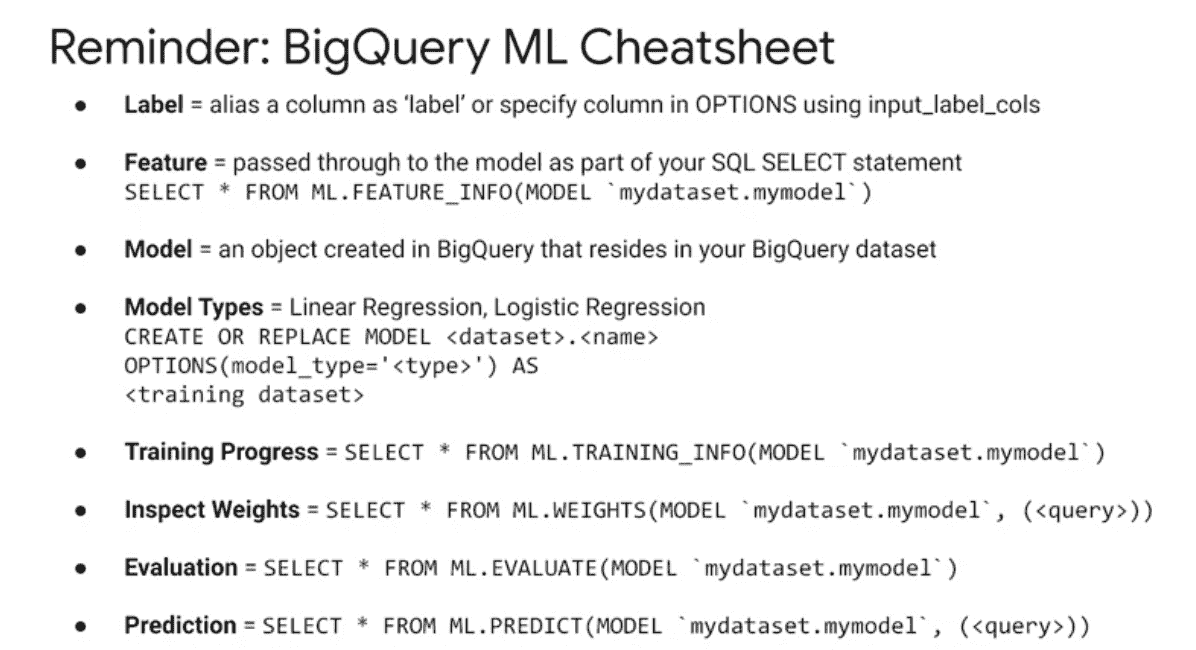 Reminder: BigQuery ML Cheatsheet
● Label = alias a column as ‘label’ or specify column in OPTIONS using input_label_cols
● Feature = passed through to the model as part of your SQL SELECT statement
SELECT * FROM ML.FEATURE_INFO(MODEL `mydataset.mymodel`)
● Model = an object created in BigQuery that resides in your BigQuery dataset
● Model Types = Linear Regression, Logistic Regression
CREATE OR REPLACE MODEL <dataset>.<name>
OPTIONS(model_type='<type>') AS
<training dataset>
● Training Progress = SELECT * FROM ML.TRAINING_INFO(MODEL `mydataset.mymodel`)
● Inspect Weights = SELECT * FROM ML.WEIGHTS(MODEL `mydataset.mymodel`, (<query>))
● Evaluation = SELECT * FROM ML.EVALUATE(MODEL `mydataset.mymodel`)
● Prediction = SELECT * FROM ML.PREDICT(MODEL `mydataset.mymodel`, (<query>))